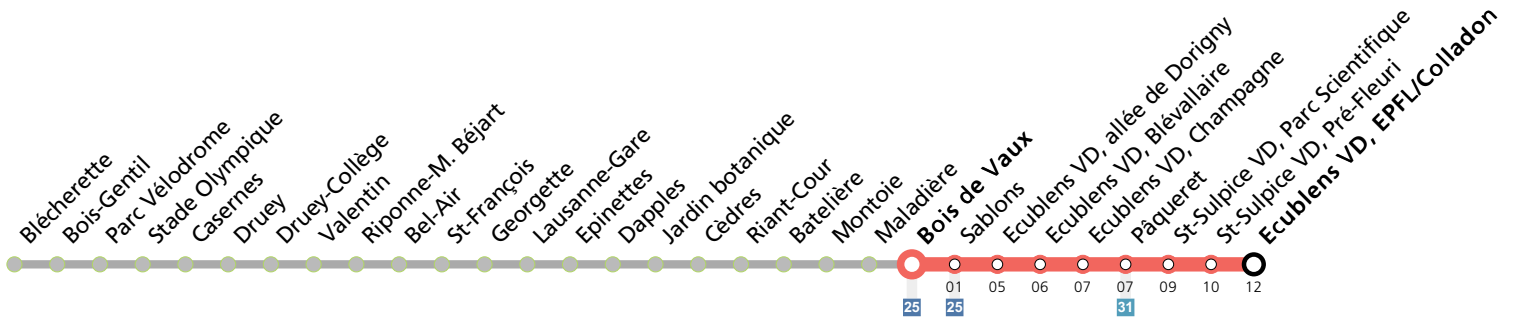 Blécherette
Bois-Gentil
Parc Vélodrome
Stade Olympique
Casernes
Druey
Druey-Collège
Valentin
Riponne-M. Béjart
Bel-Air
St-François
Georgette
Lausanne-Gare
Epinettes
Dapples
Jardin botanique
Cèdres
Riant-Cour
Batelière
Montoie
Maladière
Bois de Vaux
Sablons
Ecublens VD, allée de Dorigny
Ecublens VD, Blévallaire
Ecublens VD, Champagne
Pâqueret
St-Sulpice VD, Parc Scientifique
St-Sulpice VD, Pré-Fleuri
Ecublens VD, EPFL/Colladon
01 05 06 07 07 09 10 12
25 25 31